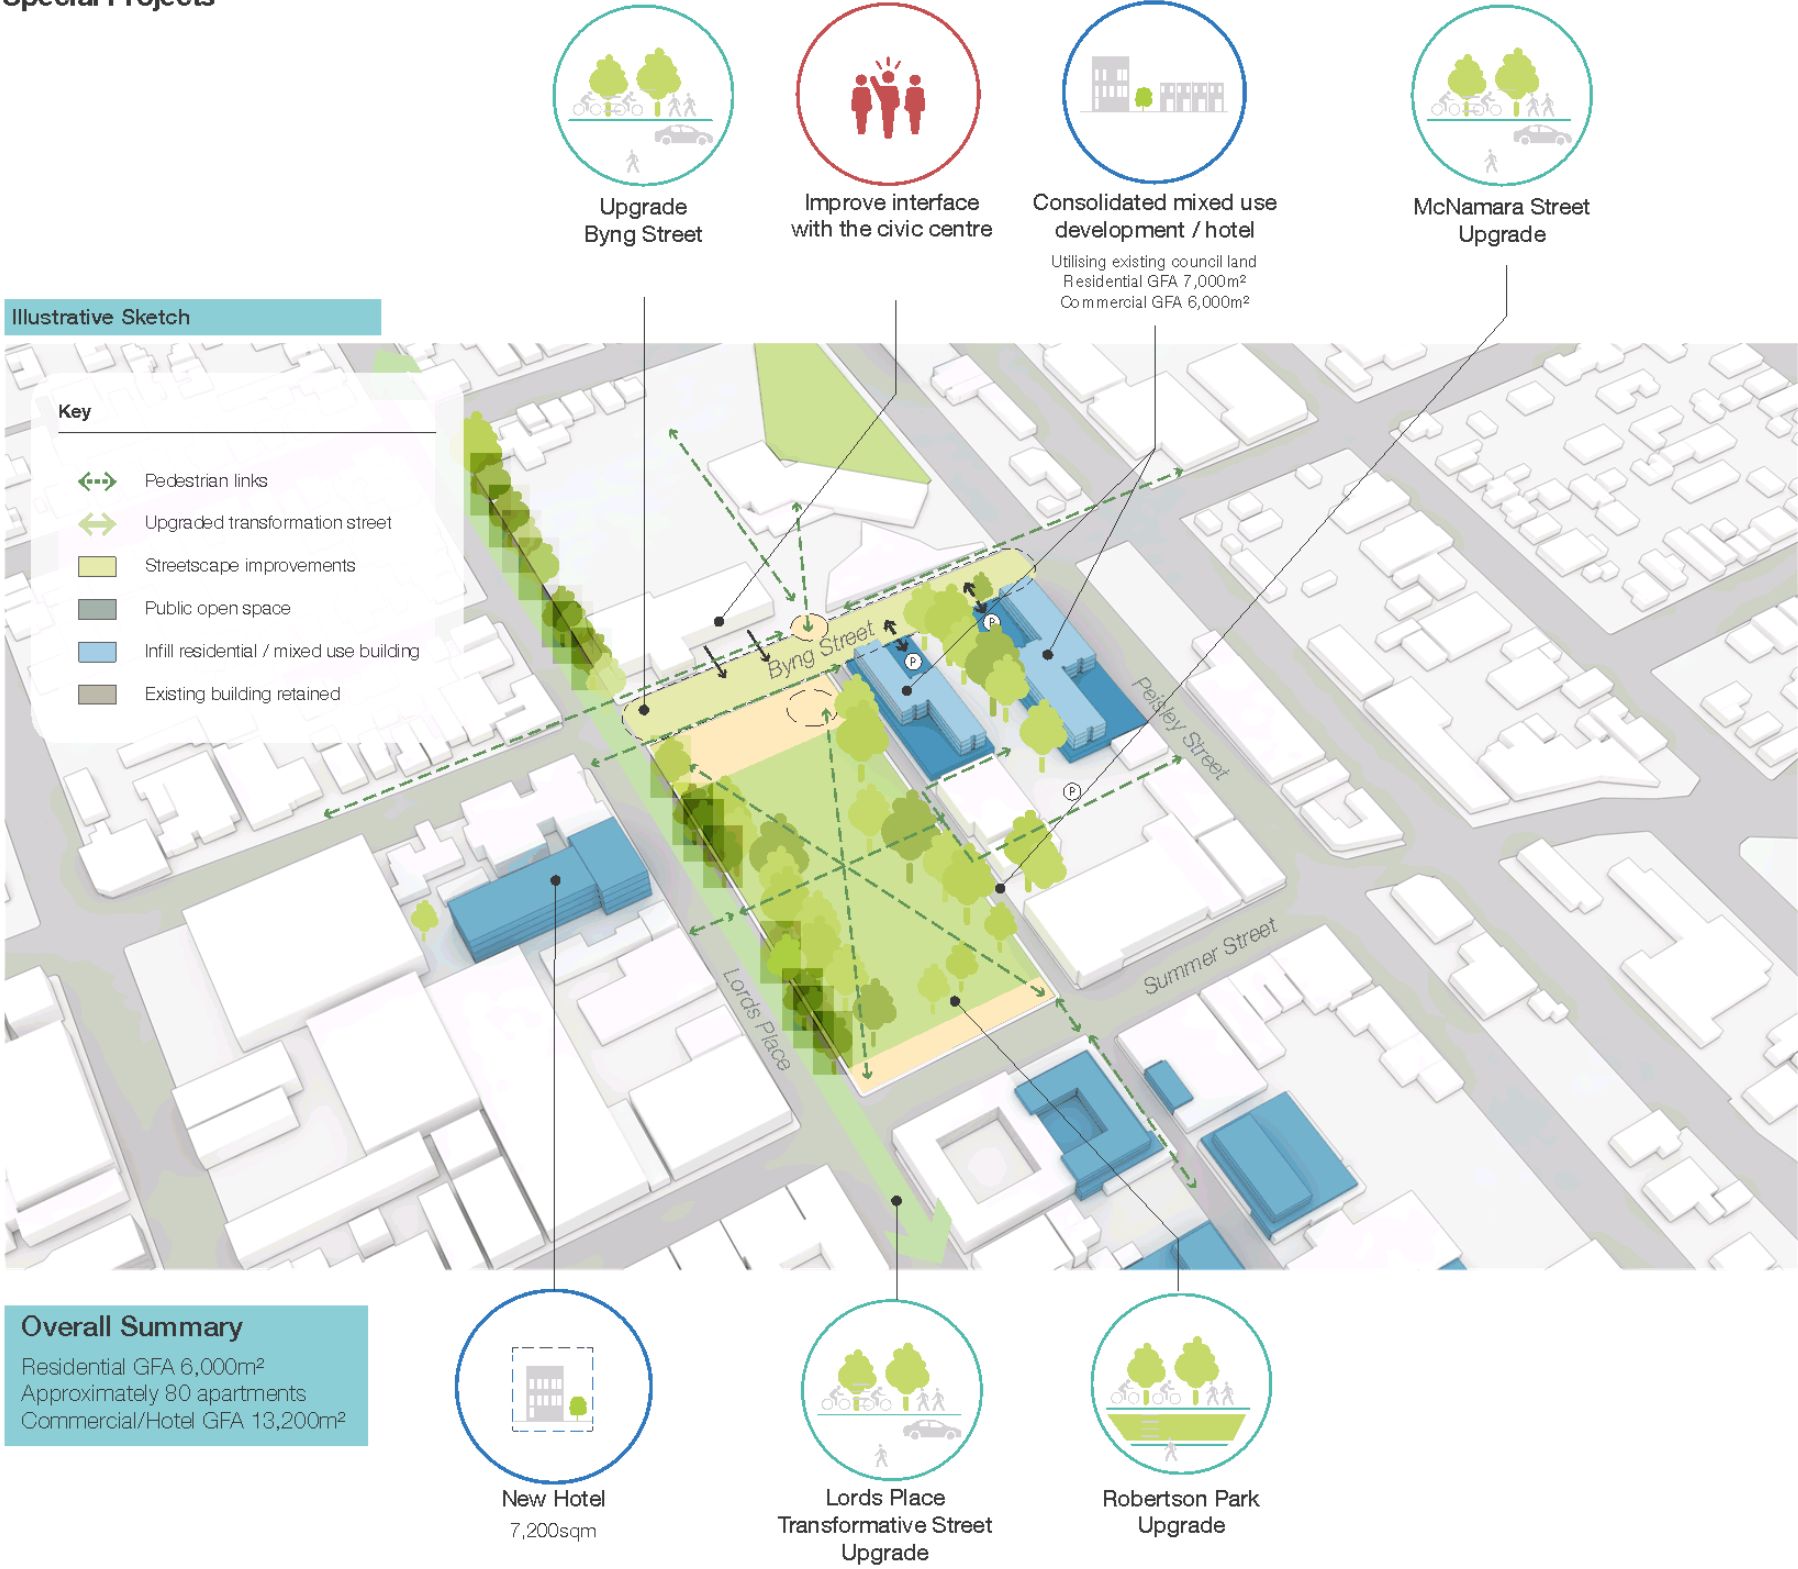 Special Projects
Upgrade
Byng Street
Improve interface
with the civic centre
Consolidated mixed use
development / hotel
Utilising existing council land
Residential GFA 7,000m²
Commercial GFA 6,000m²
McNamara Street
Upgrade
Illustrative Sketch
Key
Pedestrian links
Upgraded transformation street
Streetscape improvements
Public open space
Infill residential / mixed use building
Existing building retained
Byng Street
P
P
P
Peisley Street
Summer Street
Lords Place
Overall Summary
Residential GFA 6,000m²
Approximately 80 apartments
Commercial/Hotel GFA 13,200m²
New Hotel
7,200sqm
Lords Place
Transformative Street
Upgrade
Robertson Park
Upgrade